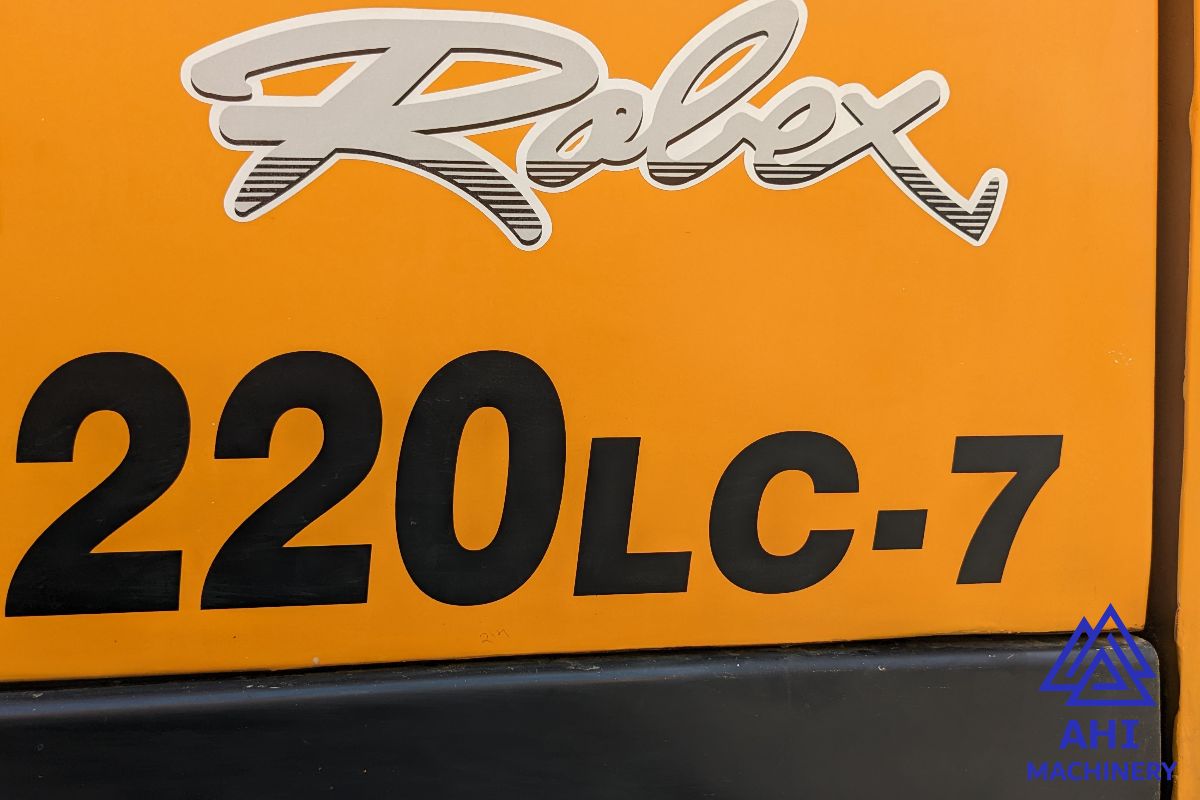 Robex
220LC-7
AHI
MACHINERY